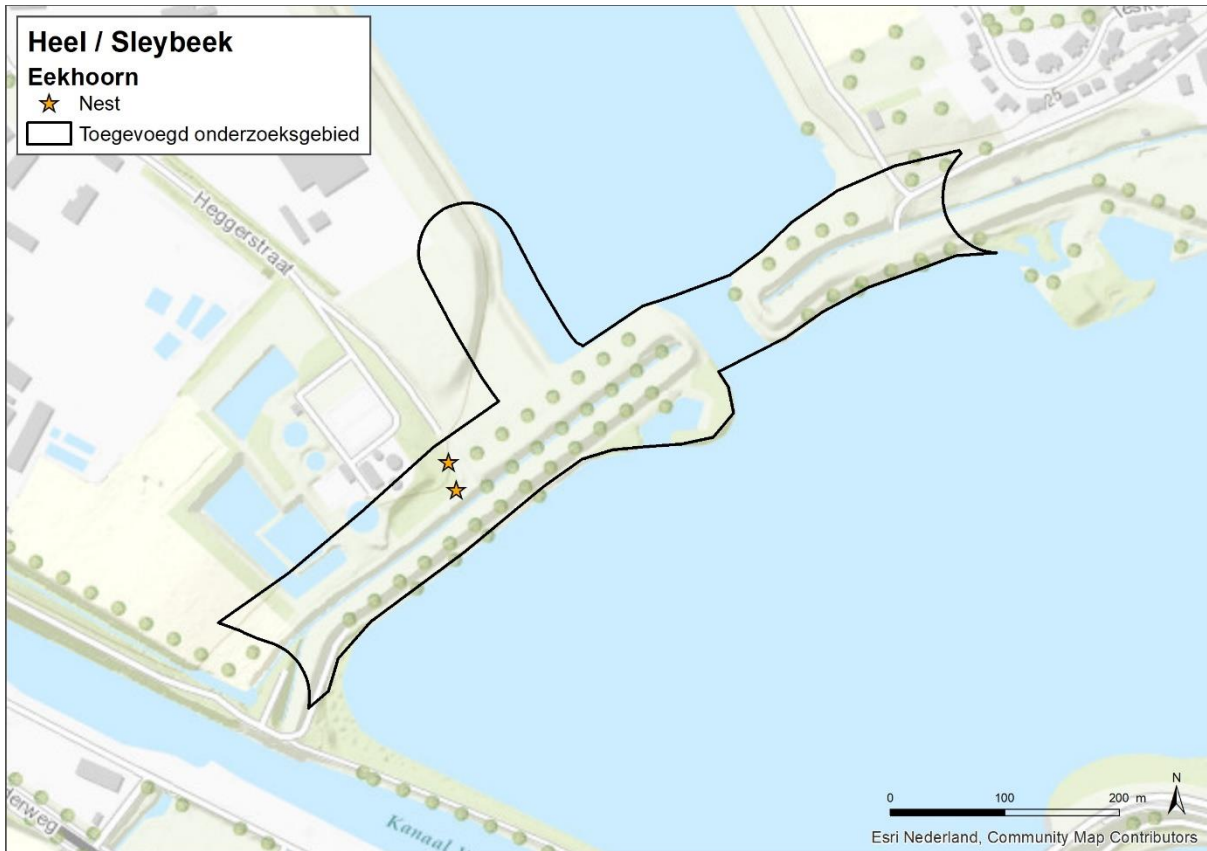 Heel / Sleybeek
Eekhoorn
Nest
Toegevoegd onderzoeksgebied
Heggerstraat
25
Kanaal
0 100 200 m
N
Esri Nederland, Community Map Contributors